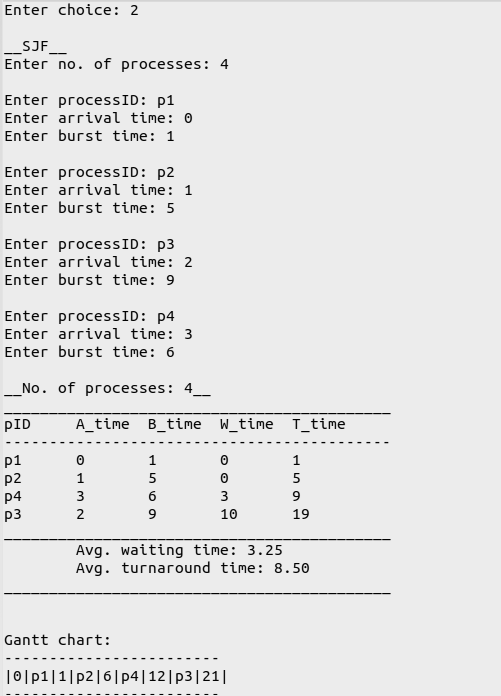 Enter choice: 2
__SJF__
Enter no. of processes: 4
Enter processID: p1
Enter arrival time: 0
Enter burst time: 1
Enter processID: p2
Enter arrival time: 1
Enter burst time: 5
Enter processID: p3
Enter arrival time: 2
Enter burst time: 9
Enter processID: p4
Enter arrival time: 3
Enter burst time: 6
__No. of processes: 4__
___________________________________________
pID     A_time  B_time  W_time  T_time
-------------------------------------------
p1      0       1       0       1
p2      1       5       0       5
p4      3       6       3       9
p3      2       9       10      19
___________________________________________
        Avg. waiting time: 3.25
        Avg. turnaround time: 8.50
___________________________________________
Gantt chart:
------------------------
|0|p1|1|p2|6|p4|12|p3|21|
------------------------